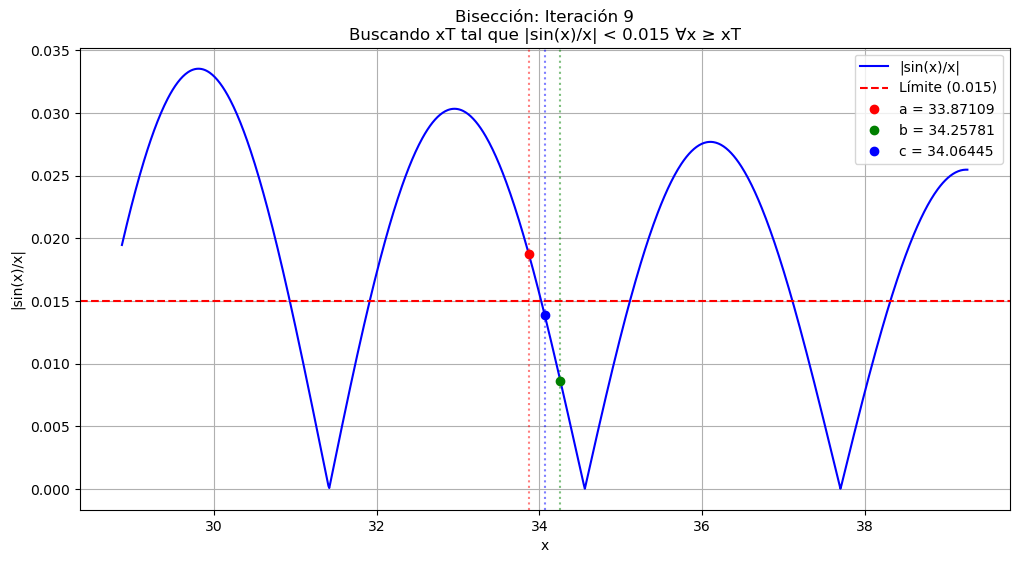 Bisección: Iteración 9
Buscando xT tal que |sin(x)/x| < 0.015 ∀x ≥ xT
|sin(x)/x|
0.035
0.030
0.025
0.020
0.015
0.010
0.005
0.000
|sin(x)/x|
Límite (0.015)
a = 33.87109
b = 34.25781
c = 34.06445
30
32
34
36
38
x